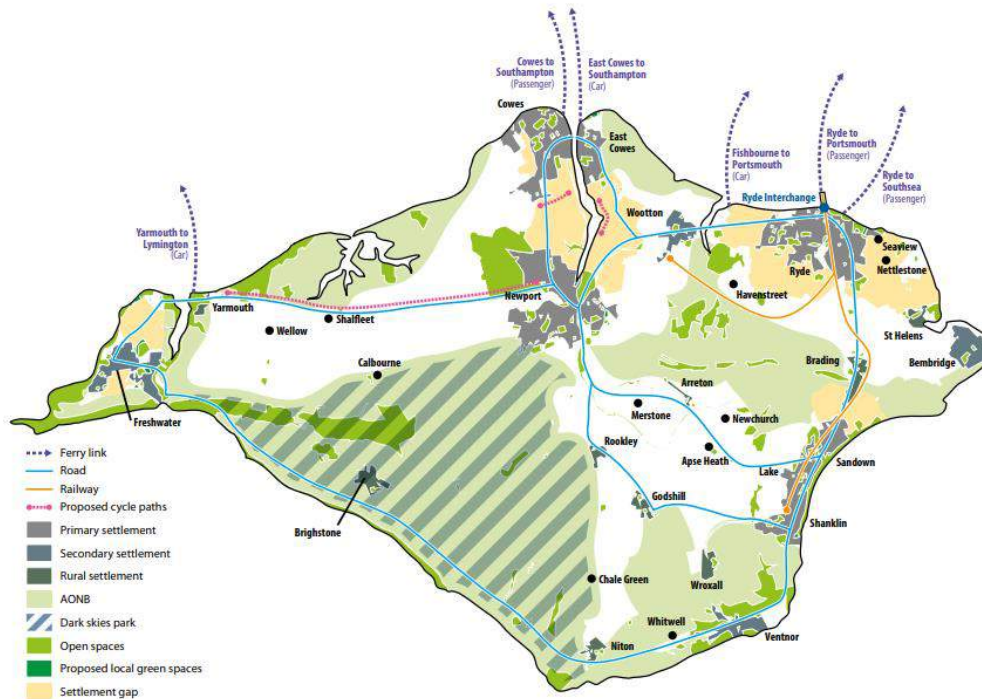 Cowes to
Southampton
(Passenger)
East Cowes to
Southampton
(Car)
Cowes
East
Cowes
Fishbourne to
Portsmouth
(Car)
Ryde to
Portsmouth
(Passenger)
Ryde to
Southsea
(Passenger)
Ryde Interchange
Yarmouth to
Lymington
(Car)
Wootton
Seaview
Nettlestone
Ryde
Havenstreet
Yarmouth
Newport
Shalfleet
Wellow
St Helens
Bembridge
Brading
Calbourne
Arreton
Merstone
Newchurch
Freshwater
Rookley
Apse Heath
Lake
Sandown
Godshill
Shanklin
Brighstone
Chale Green
Wroxall
Whitwell
Niton
Ventnor
Ferry link
Road
Railway
Proposed cycle paths
Primary settlement
Secondary settlement
Rural settlement
AONB
Dark skies park
Open spaces
Proposed local green spaces
Settlement gap